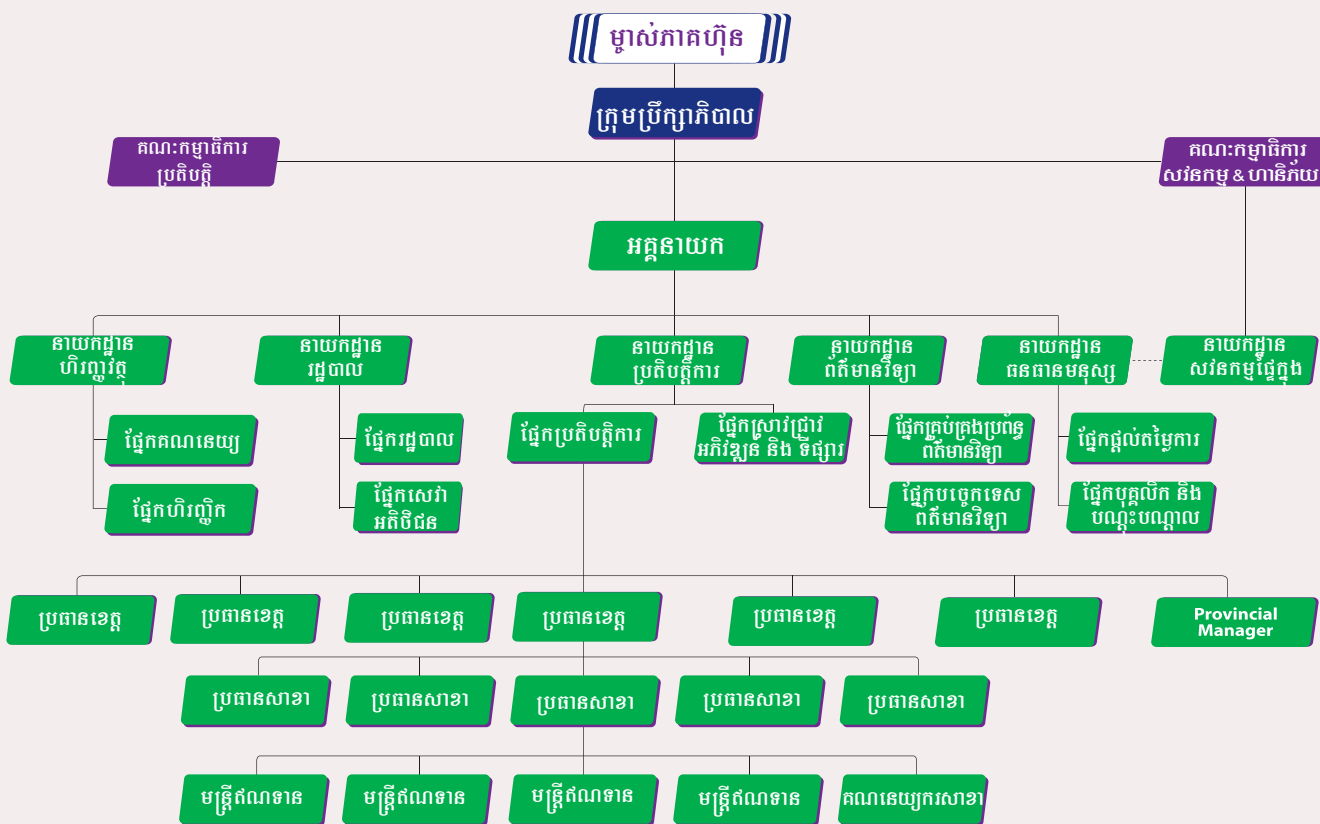 ម្ចាស់ភាគហ៊ុន
ក្រុមប្រឹក្សាភិបាល
គណៈកម្មាធិការ
ប្រតិបត្តិ
គណៈកម្មាធិការ
សវនកម្ម & ហានិភ័យ
អគ្គនាយក
នាយកដ្ឋាន
ហិរញ្ញវត្ថុ
នាយកដ្ឋាន
រដ្ឋបាល
នាយកដ្ឋាន
ប្រតិបត្តិការ
នាយកដ្ឋាន
ព័ត៌មានវិទ្យា
នាយកដ្ឋាន
ធនធានមនុស្ស
នាយកដ្ឋាន
សវនកម្មផ្ទៃក្នុង
ផ្នែកគណនេយ្យ
ផ្នែករដ្ឋបាល
ផ្នែកប្រតិបត្តិការ
ផ្នែកស្រាវជ្រាវ
អភិវឌ្ឍន៍ និង ទីផ្សារ
ផ្នែកគ្រប់គ្រងប្រព័ន្ធ
ព័ត៌មានវិទ្យា
ផ្នែកផ្តល់តម្លៃការ
ផ្នែកហិរញ្ញិក
ផ្នែកសេវា
អតិថិជន
ផ្នែកបច្ចេកទេស
ព័ត៌មានវិទ្យា
ផ្នែកបុគ្គលិក និង
បណ្តុះបណ្តាល
ប្រធានខេត្ត
ប្រធានខេត្ត
ប្រធានខេត្ត
ប្រធានខេត្ត
ប្រធានខេត្ត
ប្រធានខេត្ត
Provincial
Manager
ប្រធានសាខា
ប្រធានសាខា
ប្រធានសាខា
ប្រធានសាខា
ប្រធានសាខា
មន្ត្រីឥណទាន
មន្ត្រីឥណទាន
មន្ត្រីឥណទាន
មន្ត្រីឥណទាន
គណនេយ្យករសាខា